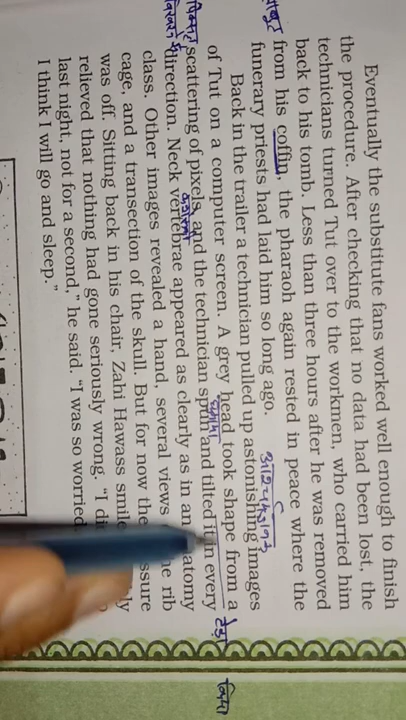 Eventually the substitute fans worked well enough to finish
the procedure. After checking that no data had been lost, the
technicians turned Tut over to the workmen, who carried him
back to his tomb. Less than three hours after he was removed
ताबूत
from his coffin, the pharaoh again rested in peace where the
funerary priests had laid him so long ago.
Back in the trailer a technician pulled up astonishing images
of Tut on a computer screen. A grey head took shape from a
scattering of pixels, and the technician spun and tilted it in every
direction. Neck vertebrae appeared as clearly as in an anatomy
class. Other images revealed a hand, several views the rib
cage, and a transection of the skull. But for now the
was off. Sitting back in his chair, Zahi Hawass
relieved that nothing had gone seriously wrong. "I
last night, not for a second," he said. "I was so worried
I think I will go and sleep."